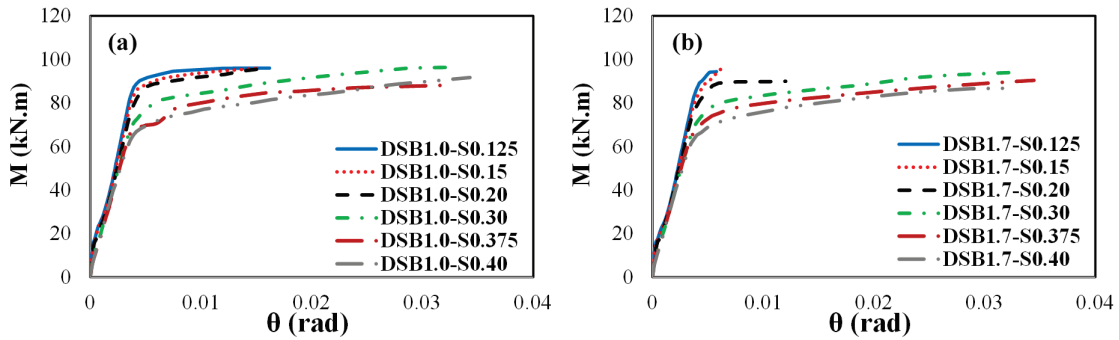 (a)
M (kN.m)
120
100
80
60
40
20
0
DSB1.0-S0.125
DSB1.0-S0.15
DSB1.0-S0.20
DSB1.0-S0.30
DSB1.0-S0.375
DSB1.0-S0.40
0 0.01 0.02 0.03 0.04
θ (rad)
(b)
M (kN.m)
120
100
80
60
40
20
0
DSB1.7-S0.125
DSB1.7-S0.15
DSB1.7-S0.20
DSB1.7-S0.30
DSB1.7-S0.375
DSB1.7-S0.40
0 0.01 0.02 0.03 0.04
θ (rad)